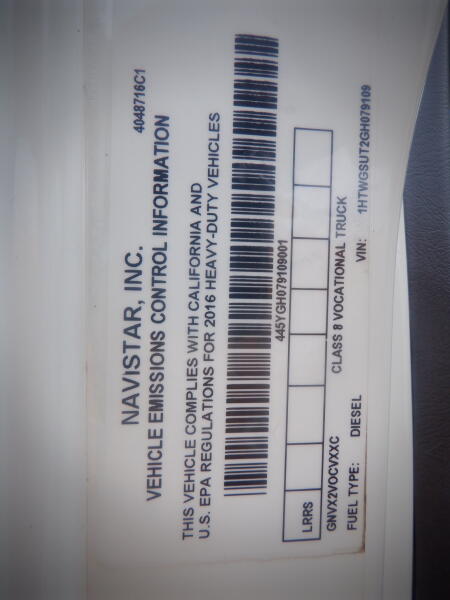 4048716C1
NAVISTAR, INC.
VEHICLE EMISSIONS CONTROL INFORMATION
THIS VEHICLE COMPLIES WITH CALIFORNIA AND
U.S. EPA REGULATIONS FOR 2016 HEAVY-DUTY VEHICLES
445YGH079109001
LRRS
GNVX2VOCVXXC CLASS 8 VOCATIONAL TRUCK
FUEL TYPE: DIESEL VIN: 1HTWGSUT2GH079109